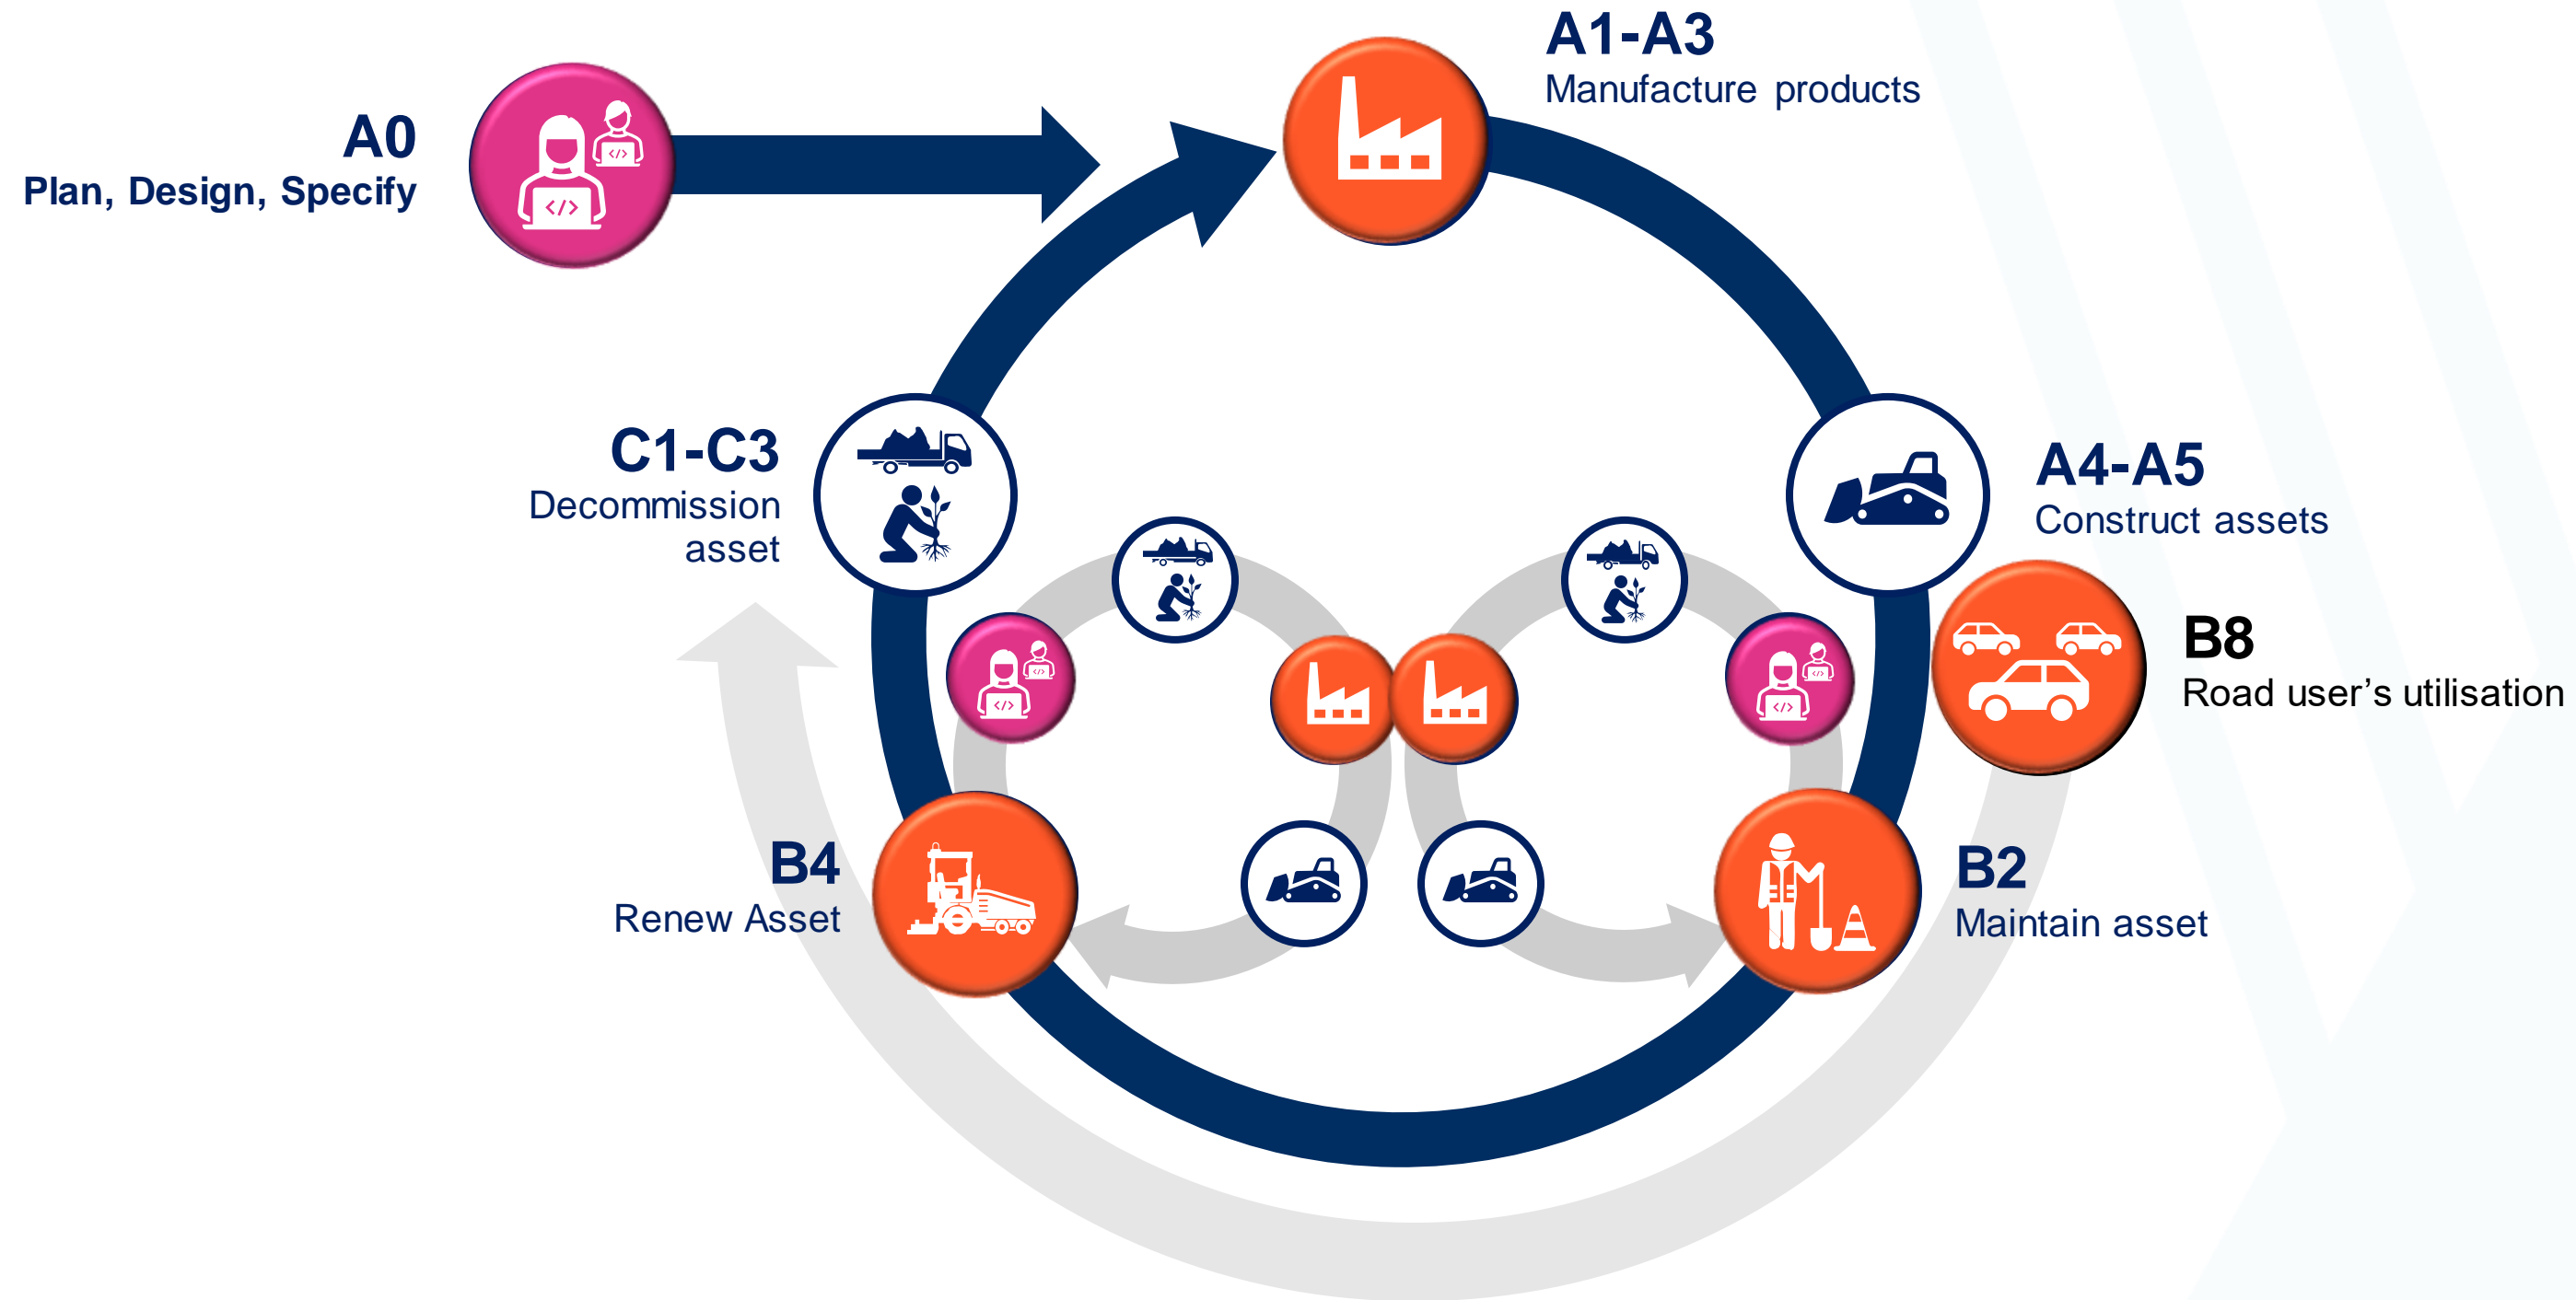 A1-A3
Manufacture products
A0
Plan, Design, Specify
C1-C3
Decommission
asset
A4-A5
Construct assets
B8
Road user’s utilisation
B4
Renew Asset
B2
Maintain asset